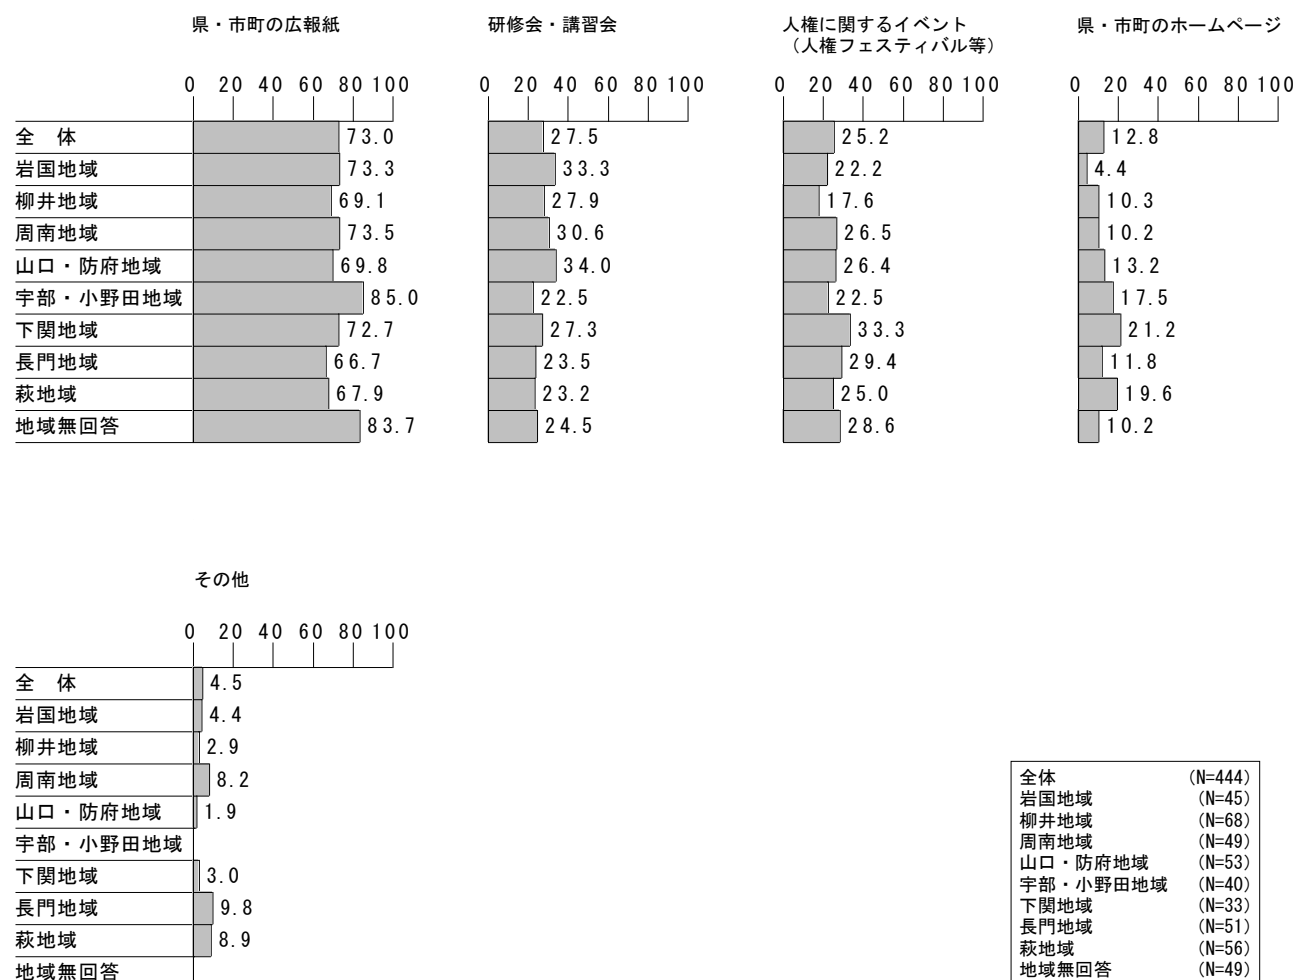 県・市町の広報紙 研修会・講習会 人権に関するイベント 県・市町のホームページ
（人権フェスティバル等）
0 20 40 60 80 100 0 20 40 60 80 100 0 20 40 60 80 100 0 20 40 60 80 100
全 体 73.0 27.5 25.2 12.8
岩国地域 73.3 33.3 22.2 4.4
柳井地域 69.1 27.9 17.6 10.3
周南地域 73.5 30.6 26.5 10.2
山口・防府地域 69.8 34.0 26.4 13.2
宇部・小野田地域 85.0 22.5 22.5 17.5
下関地域 72.7 27.3 33.3 21.2
長門地域 66.7 23.5 29.4 11.8
萩地域 67.9 23.2 25.0 19.6
地域無回答 83.7 24.5 28.6 10.2
その他
0 20 40 60 80 100
全 体 4.5
岩国地域 4.4
柳井地域 2.9
周南地域 8.2
山口・防府地域 1.9
宇部・小野田地域
下関地域 3.0
長門地域 9.8
萩地域 8.9
地域無回答
全体 (N=444)
岩国地域 (N=45)
柳井地域 (N=68)
周南地域 (N=49)
山口・防府地域 (N=53)
宇部・小野田地域 (N=40)
下関地域 (N=33)
長門地域 (N=51)
萩地域 (N=56)
地域無回答 (N=49)